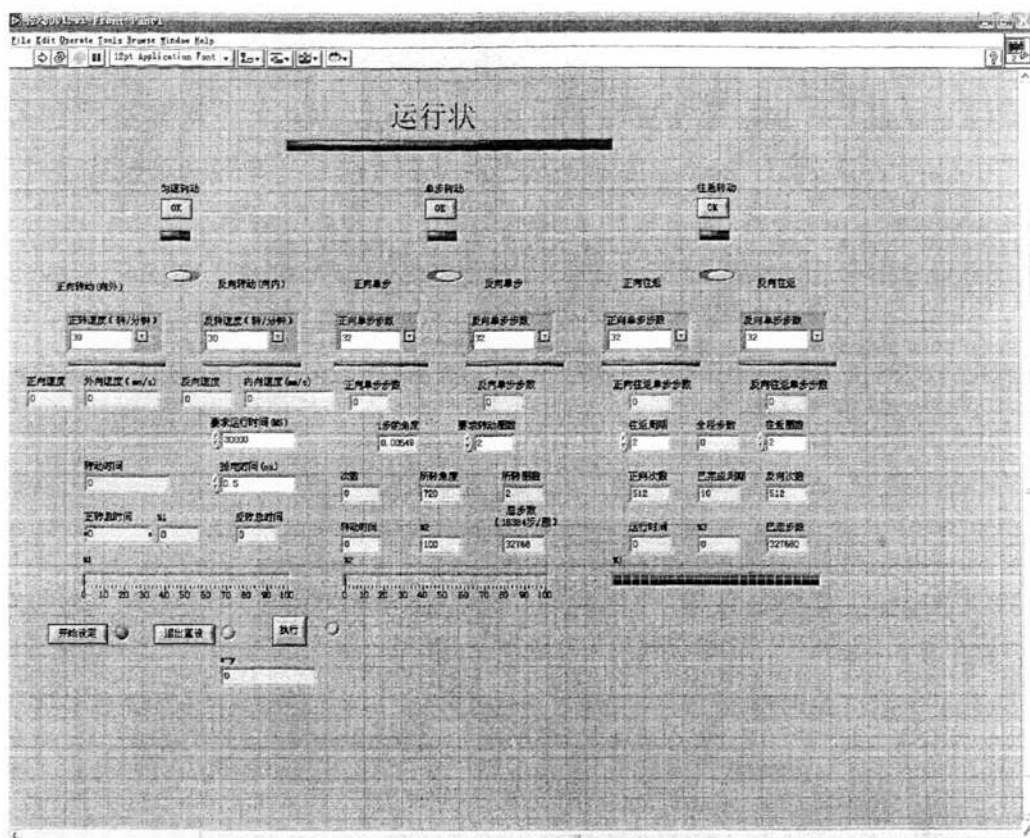 File Edit Operate Tools Browse Window Help
12pt Application Font
运行状
匀速转动 单步转动 往返转动
OK OK OK
正向转动(向外) 反向转动(向内) 正向单步 反向单步 正向往返 反向往返
正转速度(转/分钟) 反转速度(转/分钟) 正向单步步数 反向单步步数 正向单步步数 反向单步步数
30 30 32 32 32 32
正向速度 外向速度(mm/s) 反向速度 内向速度(mm/s) 正向单步步数 反向单步步数 正向往返单步步数 反向往返单步步数
0 0 0 0 0 0 0 0
要求运行时间(MS) 1步的角度 要求转动圈数 往返周期 全程步数 往返圈数
30000 0.00549 2 2 0 2
转动时间 次数 所转角度 所转圈数 正向次数 已完成周期 反向次数
0 0.5 0 720 2 512 10 512
正转总时间 %1 反转总时间 转动时间 %2 总步数
(16384步/圈) 运行时间 %3 已走步数
0 0 0 0 100 32768 0 0 327680
%1 %2 %3
0 10 20 30 40 50 60 70 80 90 100 0 10 20 30 40 50 60 70 80 90 100
开始设定 退出重设 执行
x-y
0